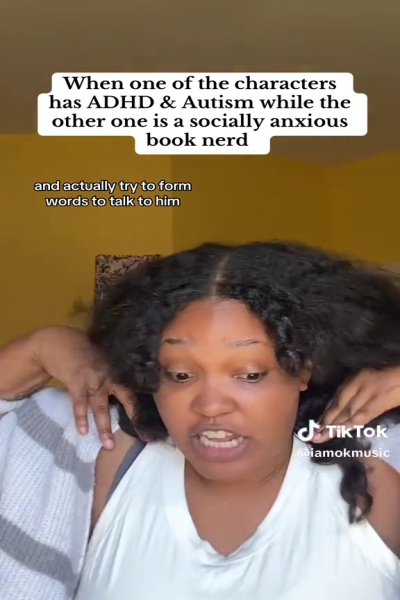 When one of the characters
has ADHD & Autism while the
other one is a socially anxious
book nerd
and actually try to form
words to talk to him
TikTok
@iamokmusic